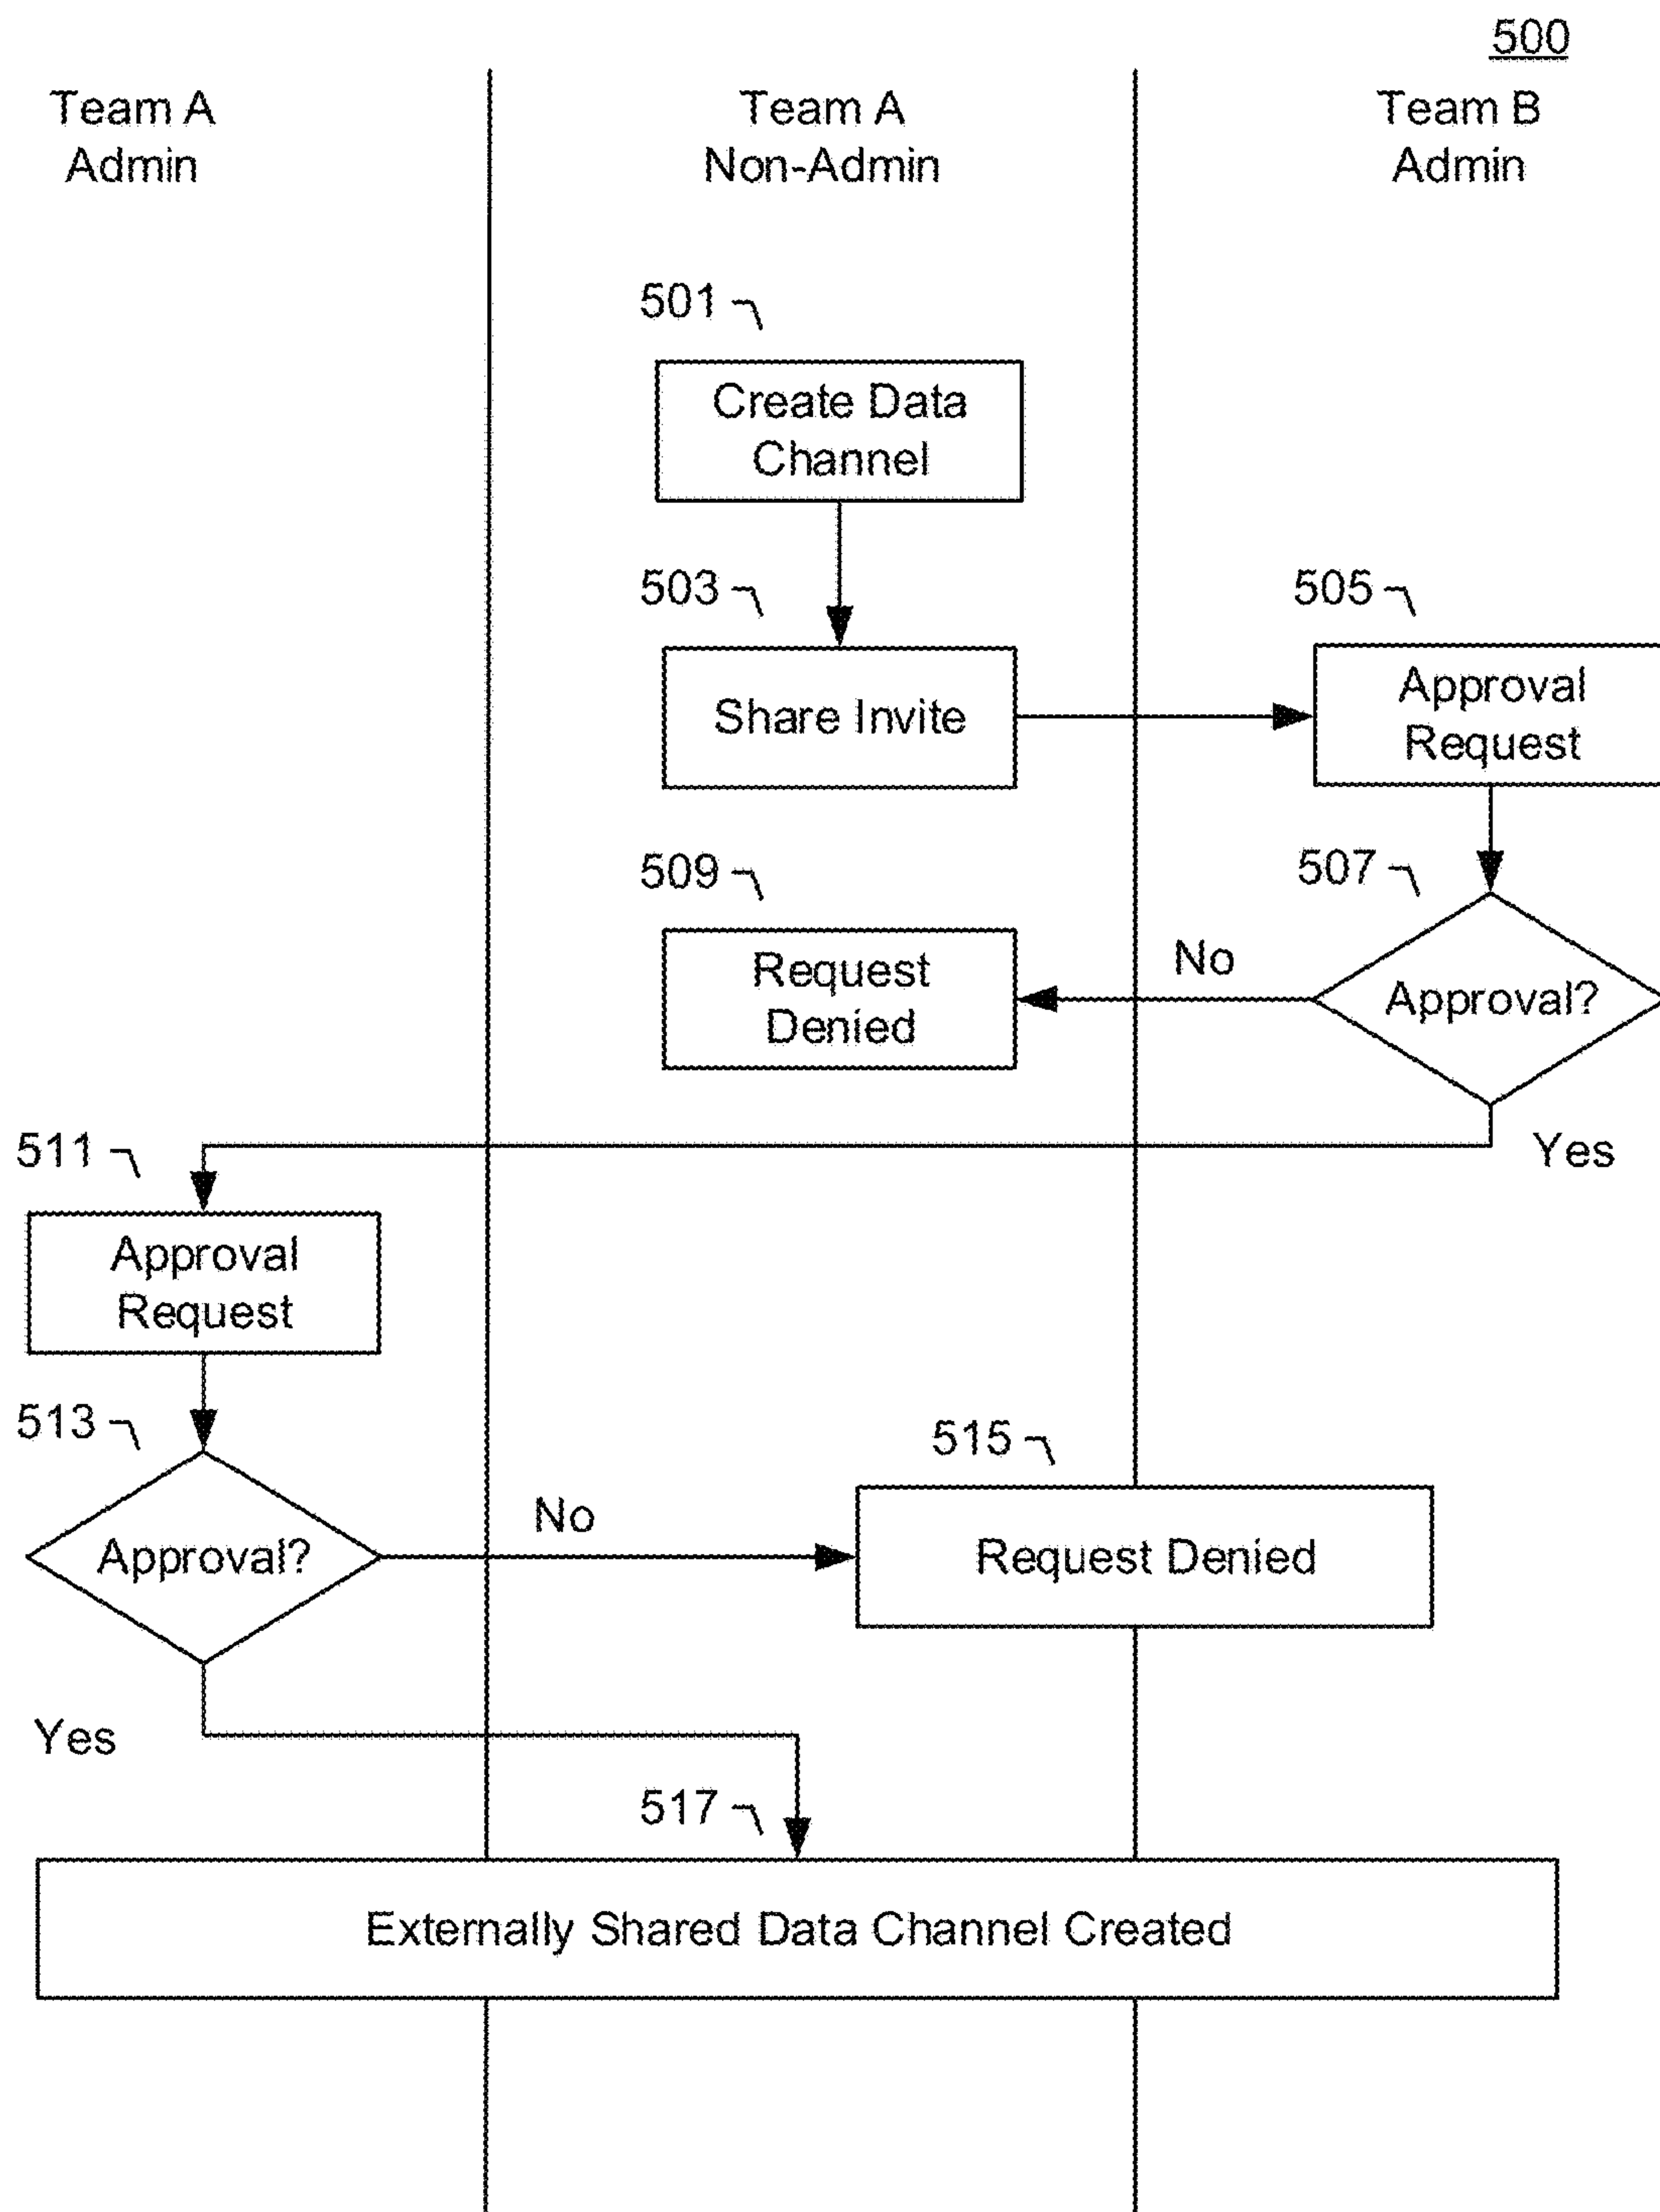 500
Team A
Admin
Team A
Non-Admin
Team B
Admin
501
Create Data
Channel
503
Share Invite
505
Approval
Request
507
Approval?
No
509
Request
Denied
Yes
511
Approval
Request
513
Approval?
No
515
Request Denied
Yes
517
Externally Shared Data Channel Created